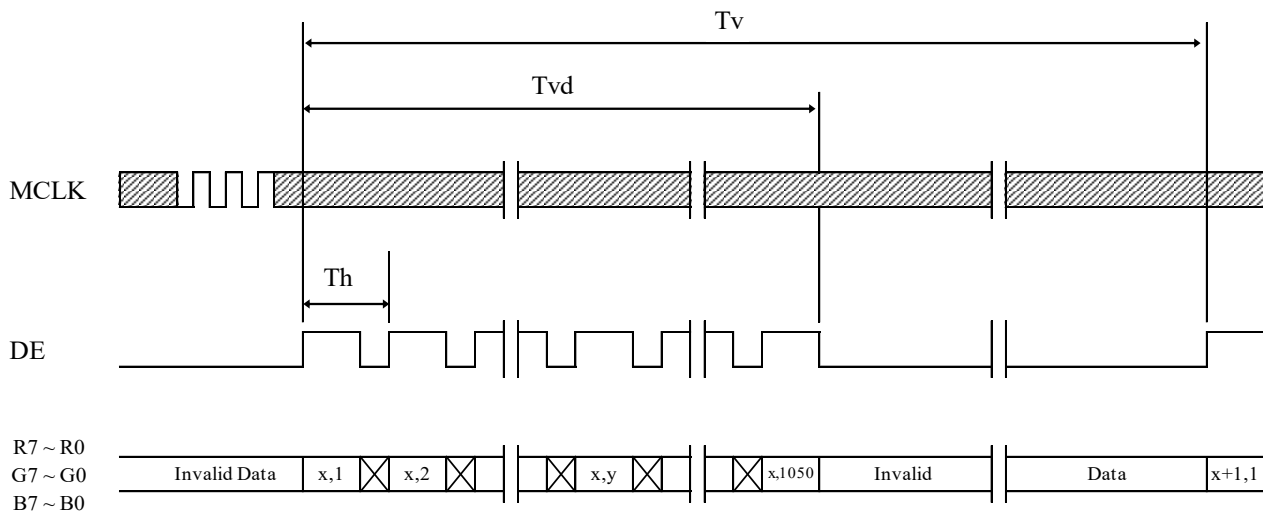 Tv
Tvd
MCLK
Th
DE
R7 ~ R0
G7 ~ G0
B7 ~ B0
Invalid Data
x,1
x,2
x,y
x,1050
Invalid
Data
x+1,1